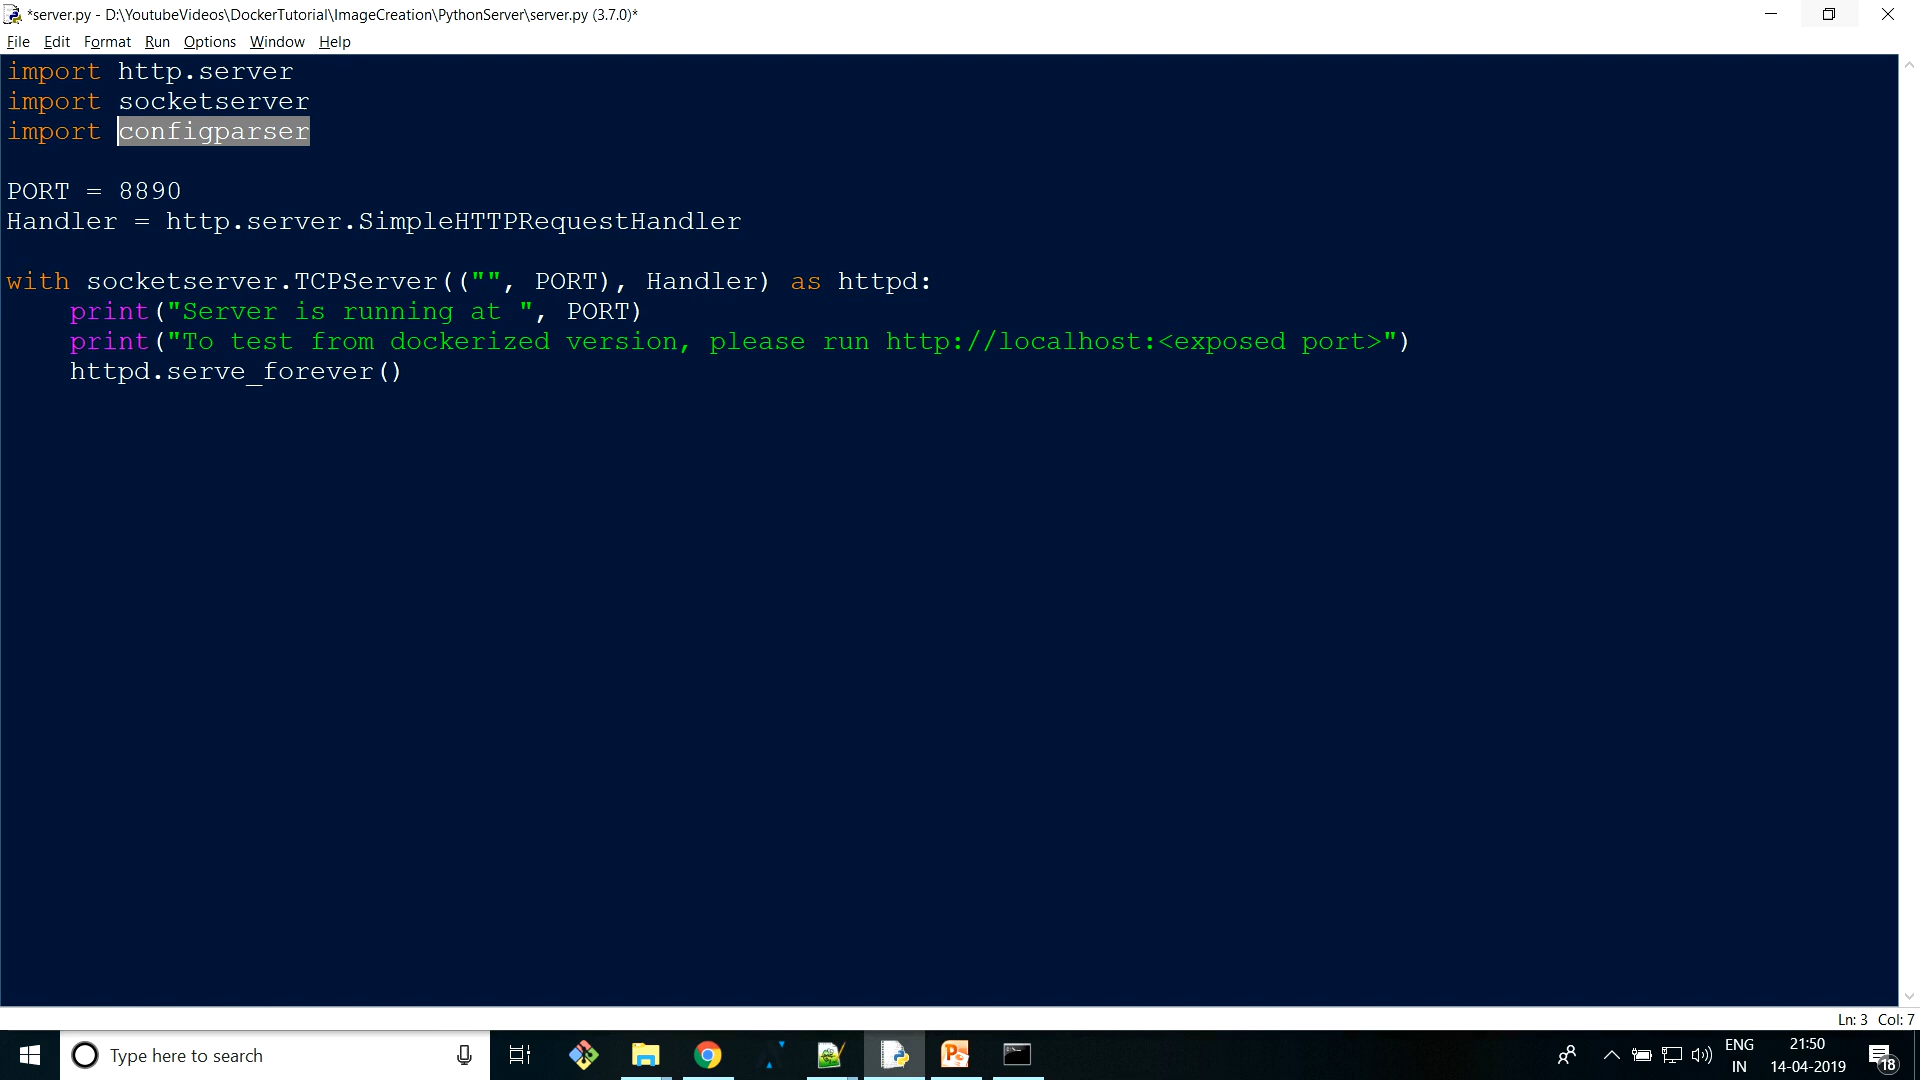 *server.py - D:\YoutubeVideos\DockerTutorial\ImageCreation\PythonServer\server.py (3.7.0)*
File Edit Format Run Options Window Help
import http.server
import socketserver
import configparser
PORT = 8890
Handler = http.server.SimpleHTTPRequestHandler
with socketserver.TCPServer(("", PORT), Handler) as httpd:
    print("Server is running at ", PORT)
    print("To test from dockerized version, please run http://localhost:<exposed port>")
    httpd.serve_forever()
Ln: 3 Col: 7
Type here to search
ENG
IN
21:50
14-04-2019
18